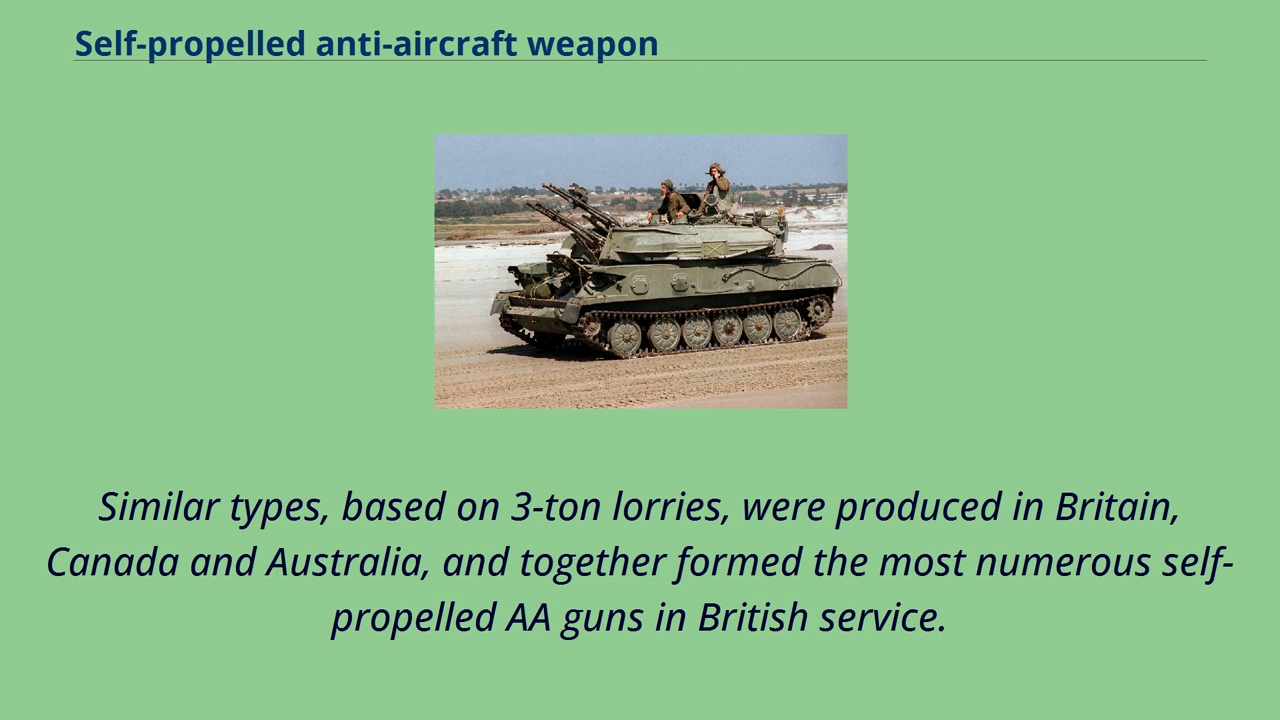 Self-propelled anti-aircraft weapon
Similar types, based on 3-ton lorries, were produced in Britain,
Canada and Australia, and together formed the most numerous self-
propelled AA guns in British service.